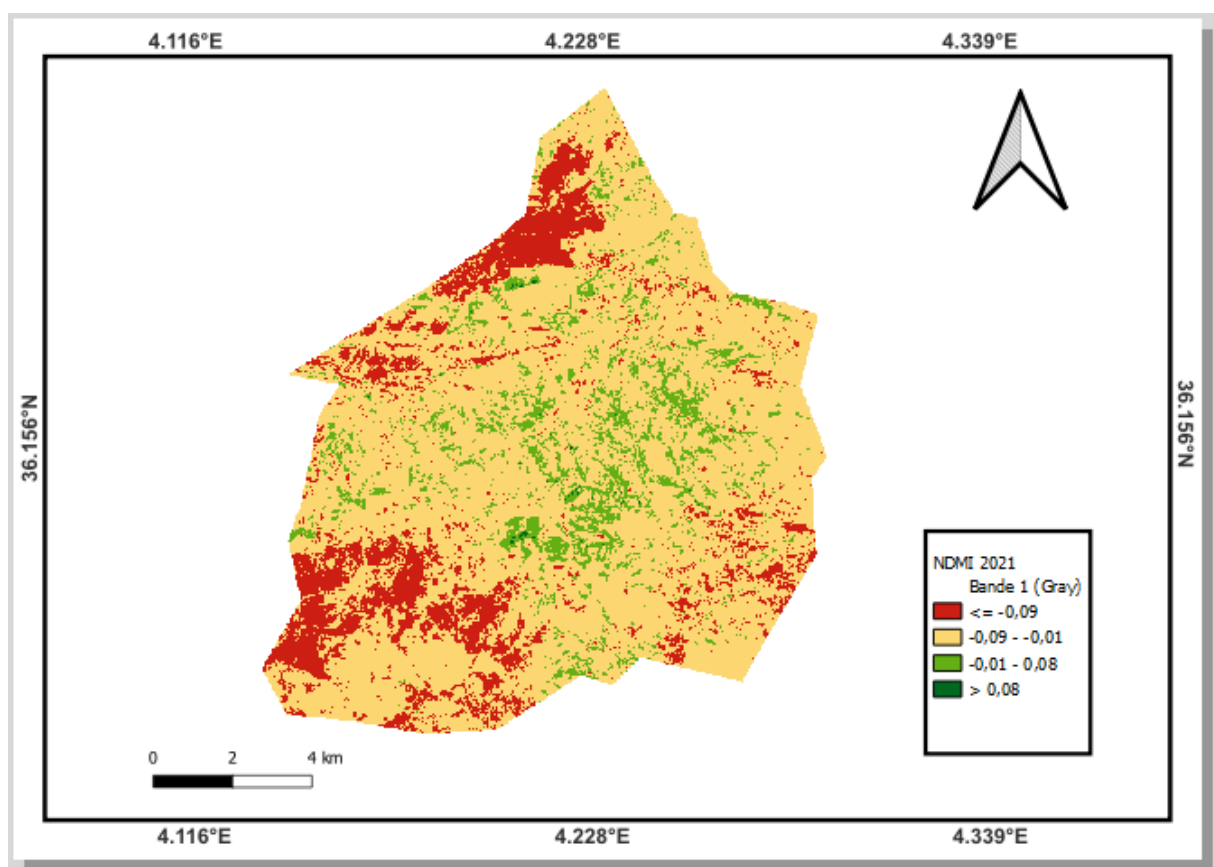 4.116°E 4.228°E 4.339°E
36.156°N
36.156°N
NDMI 2021
Bande 1 (Gray)
<= -0,09
-0,09 - -0,01
-0,01 - 0,08
> 0,08
0 2 4 km
4.116°E 4.228°E 4.339°E